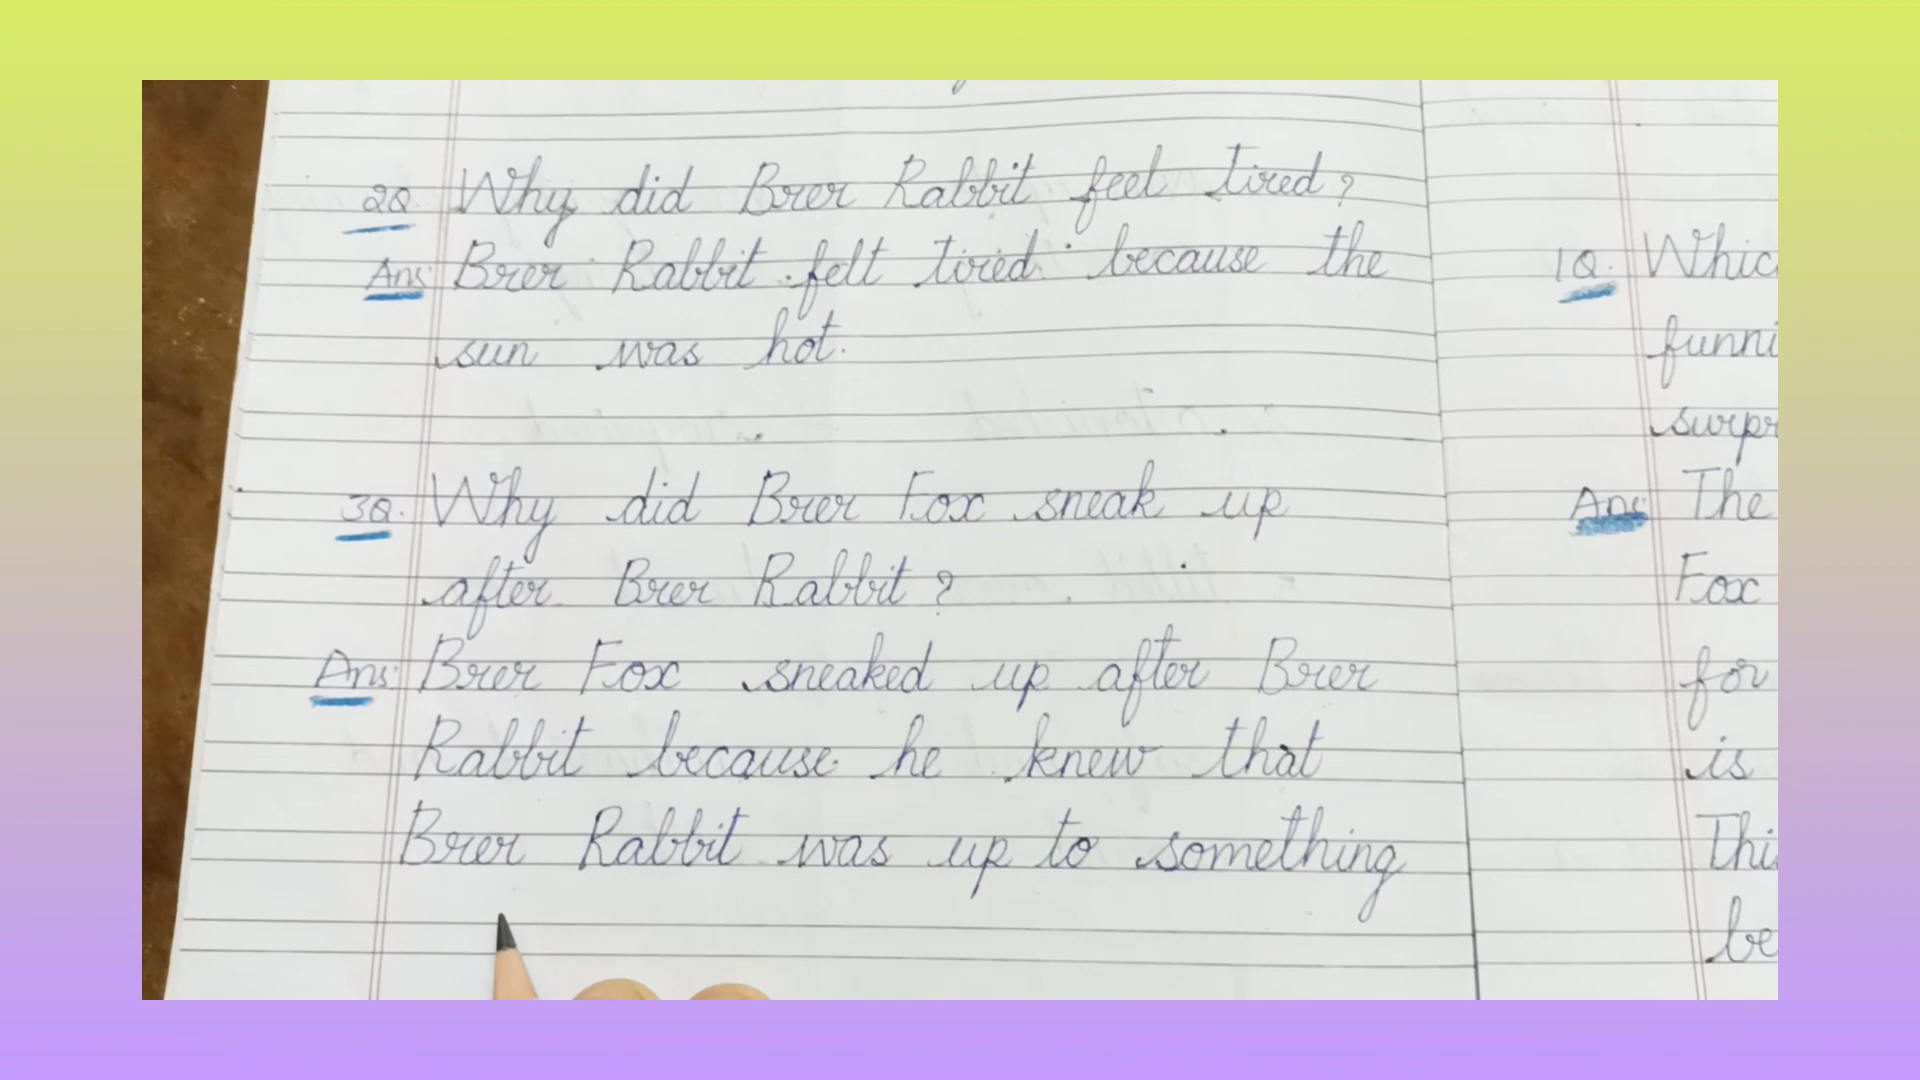 2Q. Why did Brer Rabbit feel tired?
Ans: Brer Rabbit felt tired because the
sun was hot.
3Q. Why did Brer Fox sneak up
after Brer Rabbit?
Ans: Brer Fox sneaked up after Brer
Rabbit because he knew that
Brer Rabbit was up to something
1Q. Whic
funni
surpr
Ans: The
Fox
for
is
Thi
be